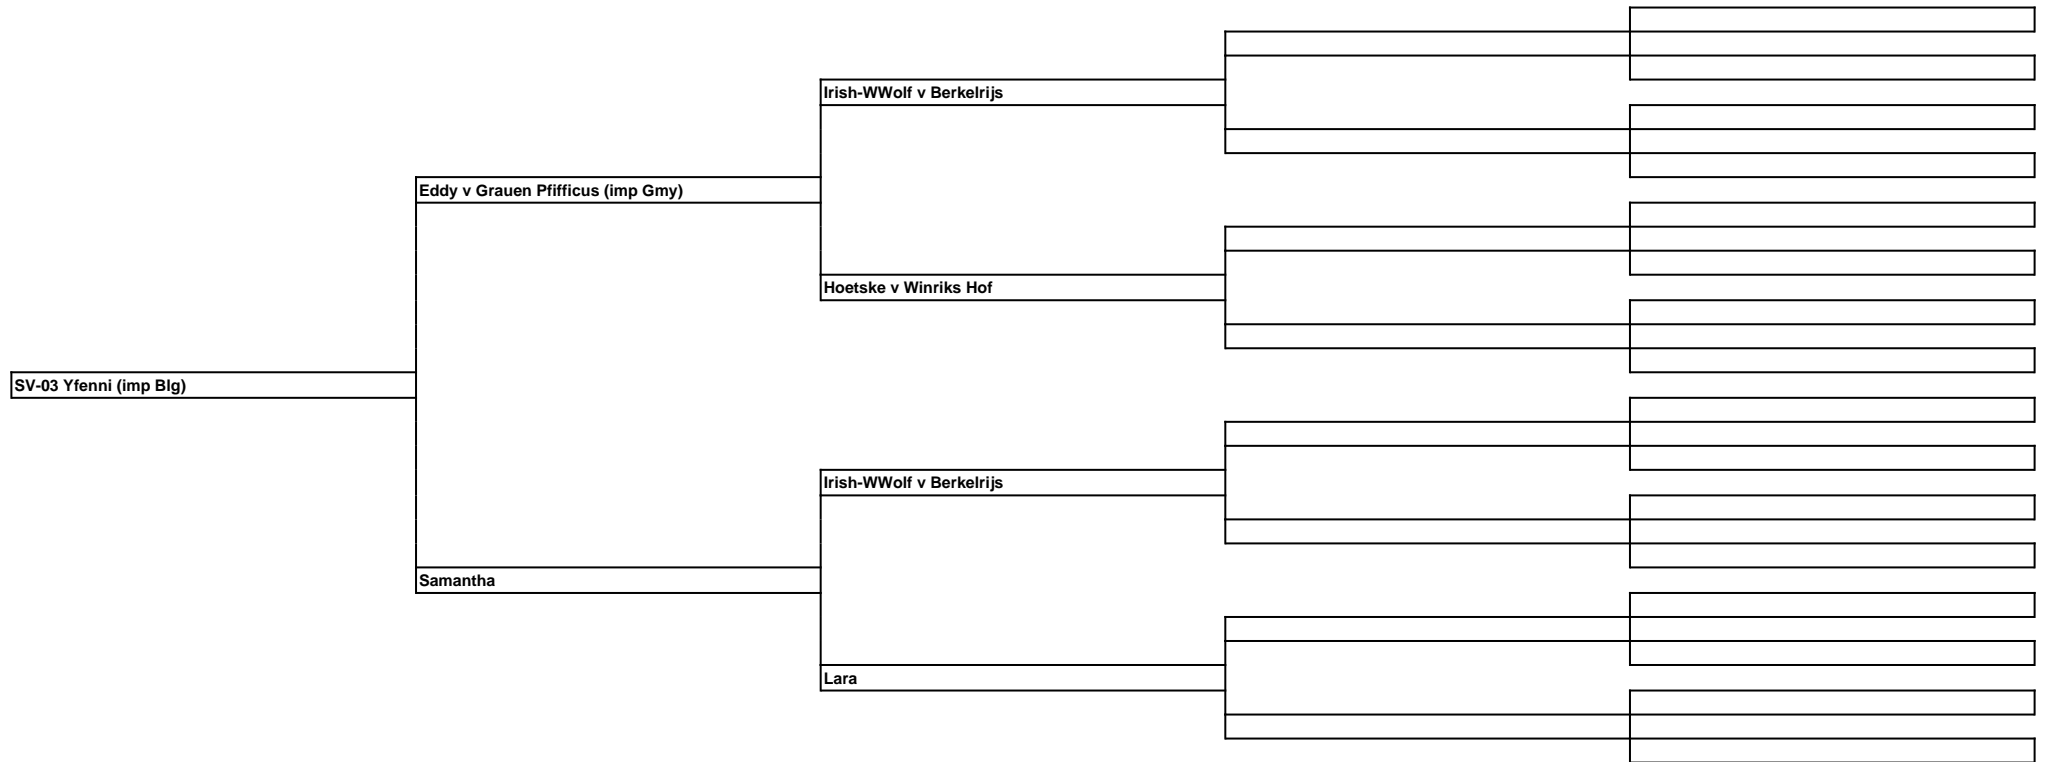 Irish-WWolf v Berkelrijs
Eddy v Grauen Pfifficus (imp Gmy)
Hoetske v Winriks Hof
SV-03 Yfenni (imp Blg)
Irish-WWolf v Berkelrijs
Samantha
Lara